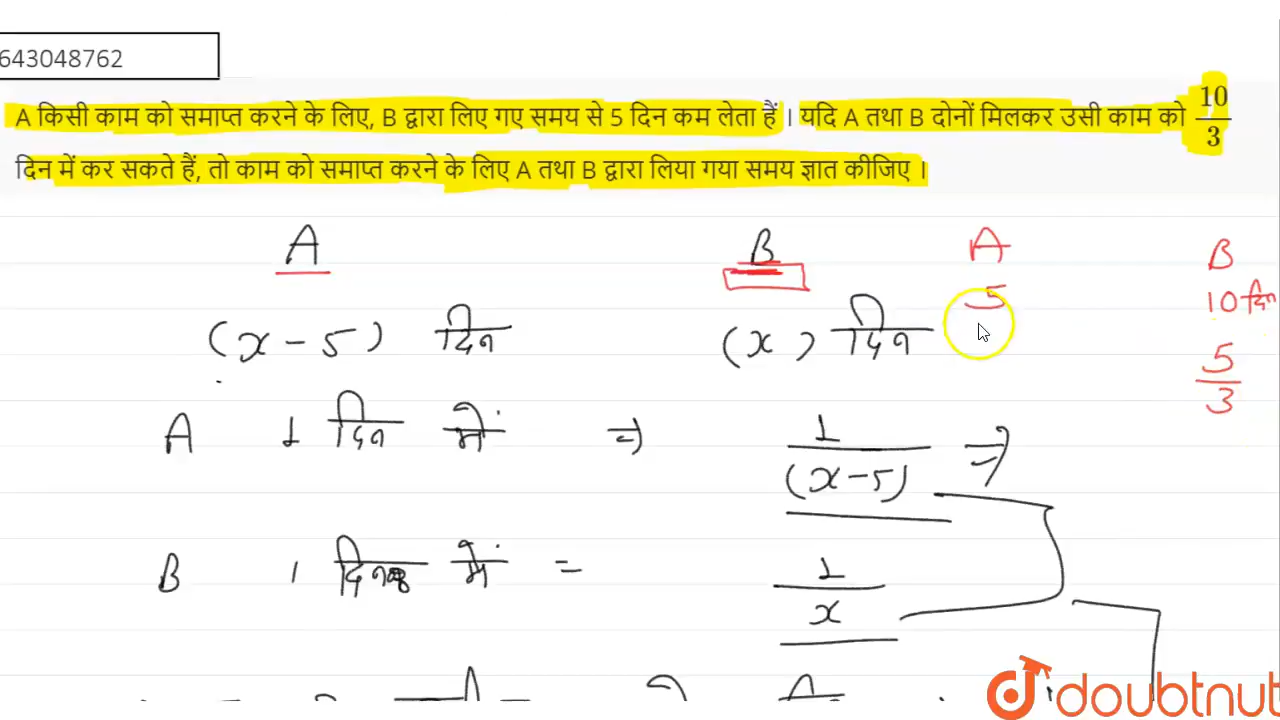 643048762
A किसी काम को समाप्त करने के लिए, B द्वारा लिए गए समय से 5 दिन कम लेता हैं । यदि A तथा B दोनों मिलकर उसी काम को 10/3
दिन में कर सकते हैं, तो काम को समाप्त करने के लिए A तथा B द्वारा लिया गया समय ज्ञात कीजिए ।
A B A B
5 10 दिन
(x - 5) दिन (x) दिन
5/3
A 1 दिन में ⇒ 1/(x-5) ⇒
B 1 दिन में = 1/x
doubtnut